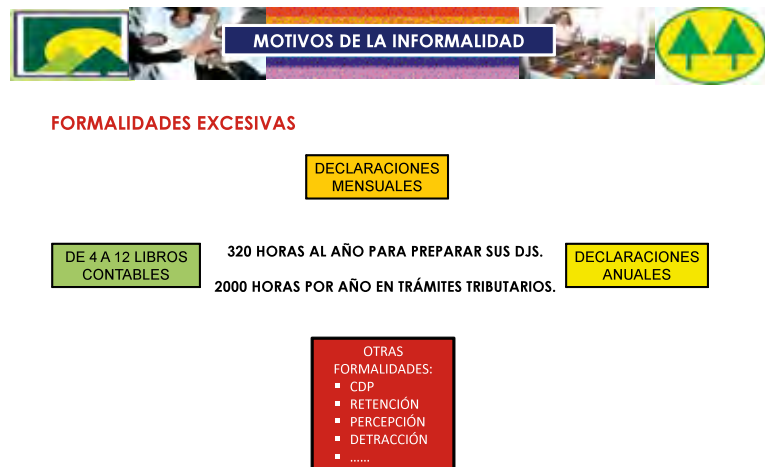 MOTIVOS DE LA INFORMALIDAD
FORMALIDADES EXCESIVAS
DECLARACIONES
MENSUALES
DE 4 A 12 LIBROS
CONTABLES
320 HORAS AL AÑO PARA PREPARAR SUS DJS.
2000 HORAS POR AÑO EN TRÁMITES TRIBUTARIOS.
DECLARACIONES
ANUALES
OTRAS
FORMALIDADES:
▪ CDP
▪ RETENCIÓN
▪ PERCEPCIÓN
▪ DETRACCIÓN
▪ ......